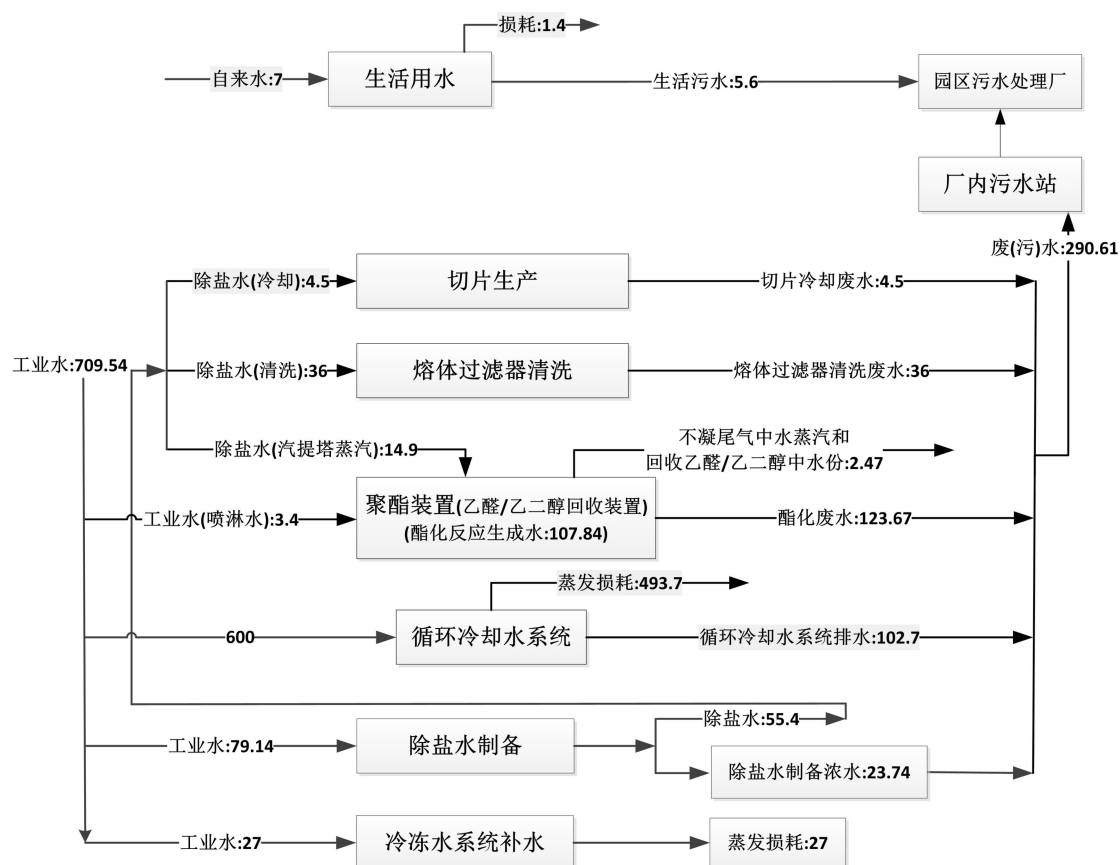 损耗:1.4
自来水:7
生活用水
生活污水:5.6
园区污水处理厂
厂内污水站
废(污)水:290.61
除盐水(冷却):4.5
切片生产
切片冷却废水:4.5
工业水:709.54
除盐水(清洗):36
熔体过滤器清洗
熔体过滤器清洗废水:36
除盐水(汽提塔蒸汽):14.9
不凝尾气中水蒸汽和
回收乙醛/乙二醇中水份:2.47
工业水(喷淋水):3.4
聚酯装置(乙醛/乙二醇回收装置)
(酯化反应生成水:107.84)
酯化废水:123.67
蒸发损耗:493.7
600
循环冷却水系统
循环冷却水系统排水:102.7
除盐水:55.4
工业水:79.14
除盐水制备
除盐水制备浓水:23.74
工业水:27
冷冻水系统补水
蒸发损耗:27